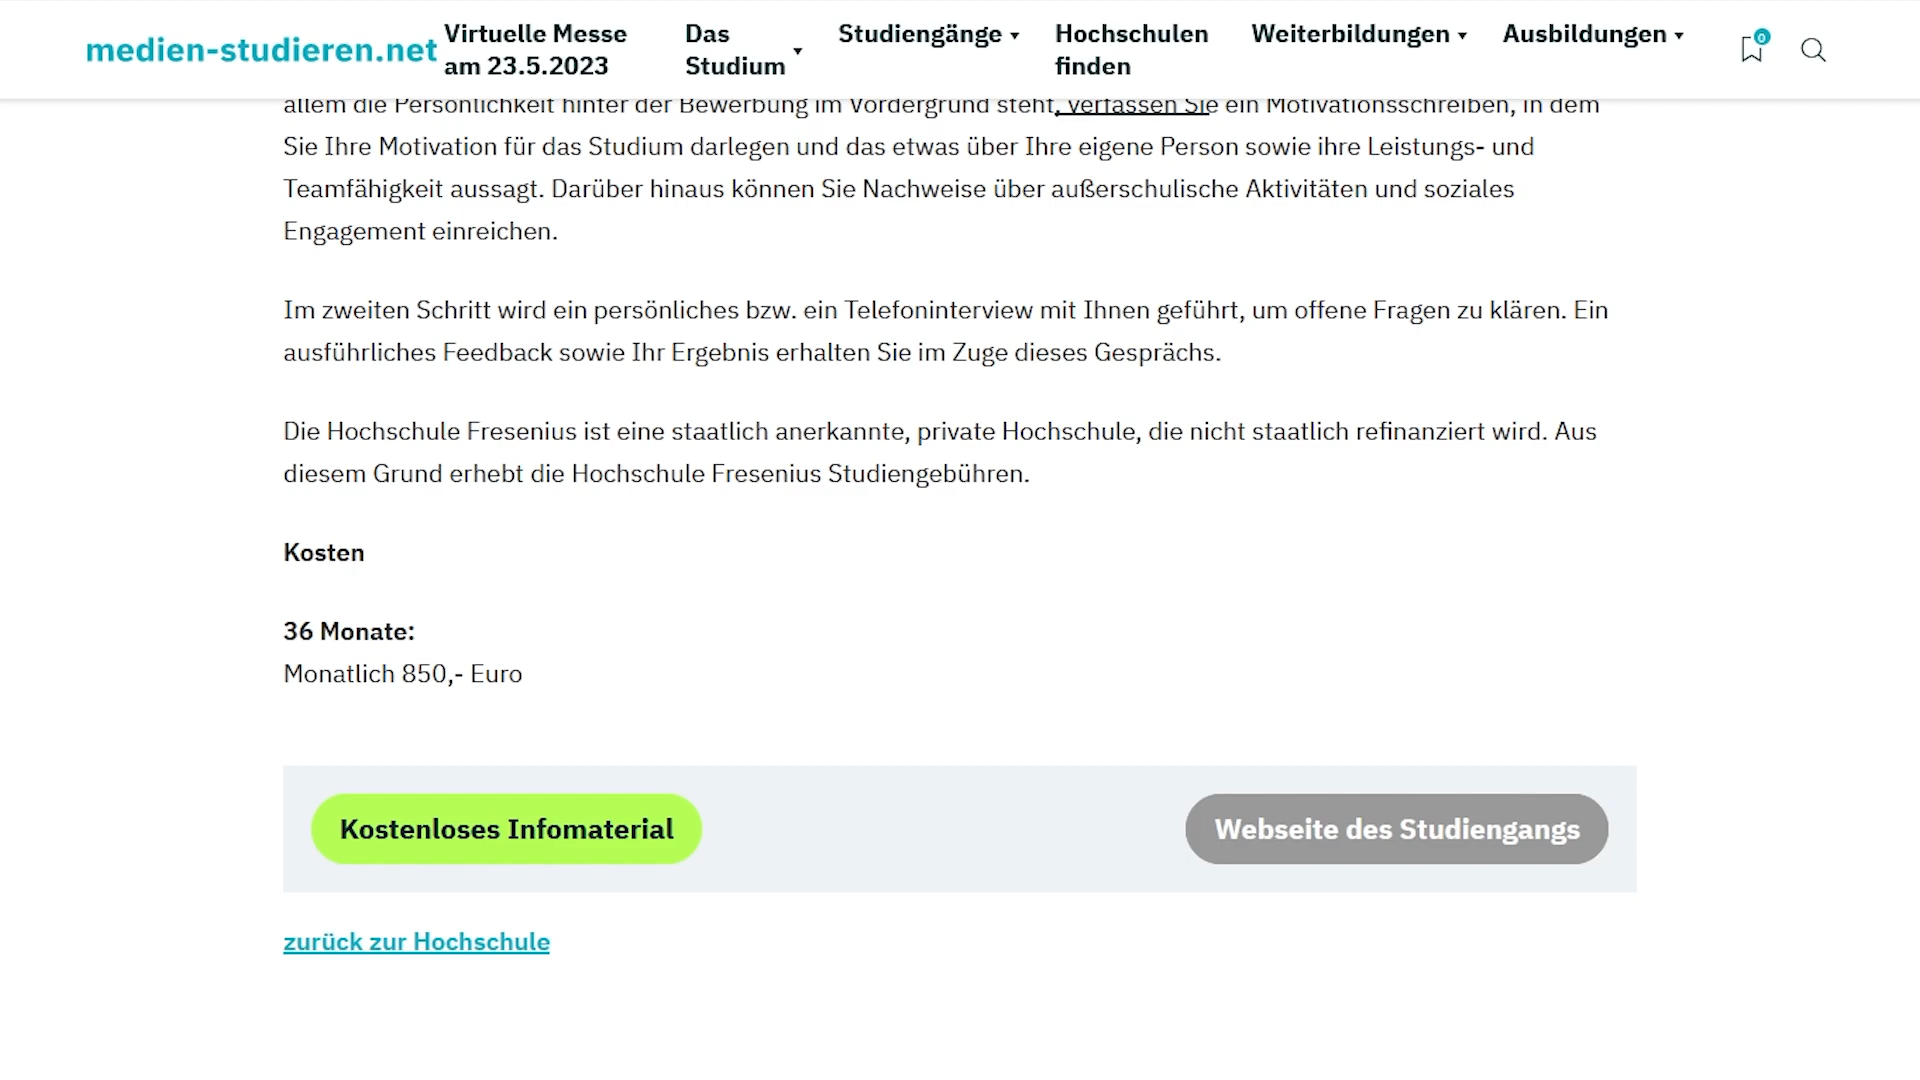 medien-studieren.net
Virtuelle Messe
am 23.5.2023
Das
Studium
Studiengänge
Hochschulen
finden
Weiterbildungen
Ausbildungen
0
allem die Persönlichkeit hinter der Bewerbung im Vordergrund steht, verfassen Sie ein Motivationsschreiben, in dem
Sie Ihre Motivation für das Studium darlegen und das etwas über Ihre eigene Person sowie ihre Leistungs- und
Teamfähigkeit aussagt. Darüber hinaus können Sie Nachweise über außerschulische Aktivitäten und soziales
Engagement einreichen.
Im zweiten Schritt wird ein persönliches bzw. ein Telefoninterview mit Ihnen geführt, um offene Fragen zu klären. Ein
ausführliches Feedback sowie Ihr Ergebnis erhalten Sie im Zuge dieses Gesprächs.
Die Hochschule Fresenius ist eine staatlich anerkannte, private Hochschule, die nicht staatlich refinanziert wird. Aus
diesem Grund erhebt die Hochschule Fresenius Studiengebühren.
Kosten
36 Monate:
Monatlich 850,- Euro
Kostenloses Infomaterial
Webseite des Studiengangs
zurück zur Hochschule